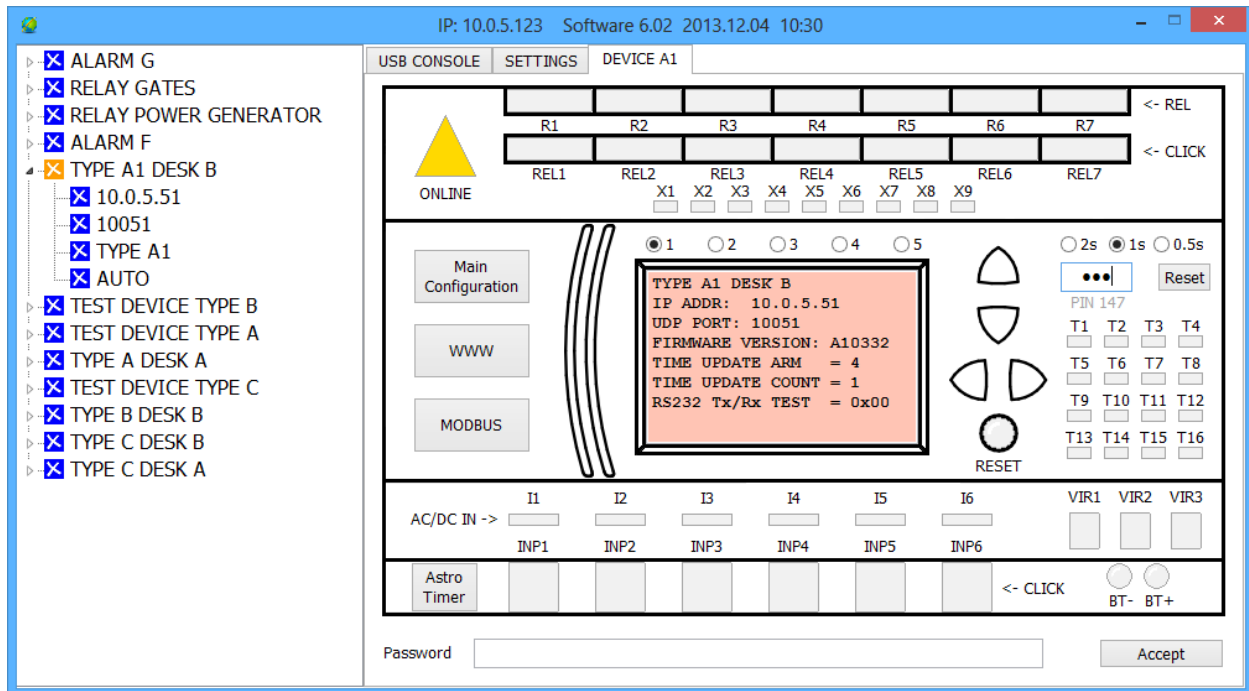 IP: 10.0.5.123 Software 6.02 2013.12.04 10:30
ALARM G
RELAY GATES
RELAY POWER GENERATOR
ALARM F
TYPE A1 DESK B
10.0.5.51
10051
TYPE A1
AUTO
TEST DEVICE TYPE B
TEST DEVICE TYPE A
TYPE A DESK A
TEST DEVICE TYPE C
TYPE B DESK B
TYPE C DESK B
TYPE C DESK A
USB CONSOLE SETTINGS DEVICE A1
<- REL
R1 R2 R3 R4 R5 R6 R7
<- CLICK
REL1 REL2 REL3 REL4 REL5 REL6 REL7
ONLINE
X1 X2 X3 X4 X5 X6 X7 X8 X9
Main
Configuration
WWW
MODBUS
1 2 3 4 5
TYPE A1 DESK B
IP ADDR: 10.0.5.51
UDP PORT: 10051
FIRMWARE VERSION: A10332
TIME UPDATE ARM = 4
TIME UPDATE COUNT = 1
RS232 Tx/Rx TEST = 0x00
RESET
2s 1s 0.5s
Reset
PIN 147
T1 T2 T3 T4
T5 T6 T7 T8
T9 T10 T11 T12
T13 T14 T15 T16
I1 I2 I3 I4 I5 I6
AC/DC IN ->
INP1 INP2 INP3 INP4 INP5 INP6
VIR1 VIR2 VIR3
Astro
Timer
<- CLICK
BT- BT+
Password
Accept